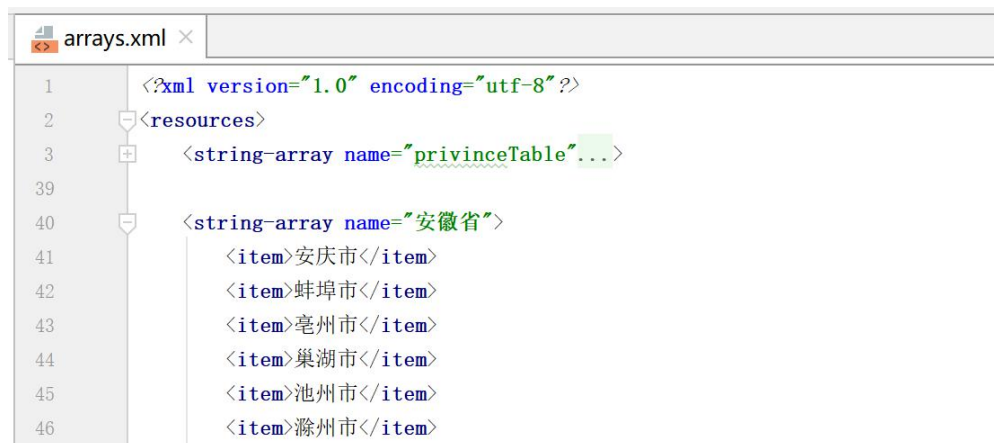 arrays.xml
1 <?xml version="1.0" encoding="utf-8"?>
2 <resources>
3 <string-array name="privinceTable"...>
39
40 <string-array name="安徽省">
41 <item>安庆市</item>
42 <item>蚌埠市</item>
43 <item>亳州市</item>
44 <item>巢湖市</item>
45 <item>池州市</item>
46 <item>滁州市</item>